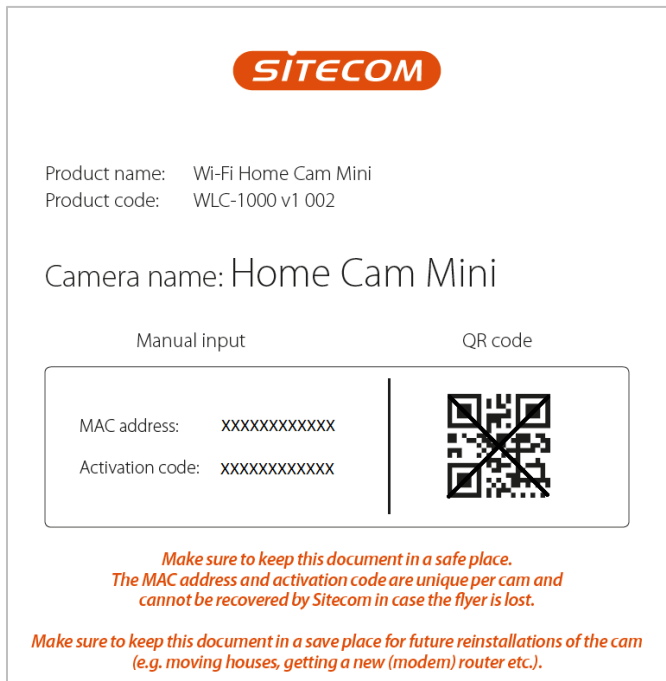 SITECOM
Product name: Wi-Fi Home Cam Mini
Product code: WLC-1000 v1 002
Camera name: Home Cam Mini
Manual input QR code
MAC address: XXXXXXXXXXXX
Activation code: XXXXXXXXXXXX
Make sure to keep this document in a safe place.
The MAC address and activation code are unique per cam and
cannot be recovered by Sitecom in case the flyer is lost.
Make sure to keep this document in a save place for future reinstallations of the cam
(e.g. moving houses, getting a new (modem) router etc.).